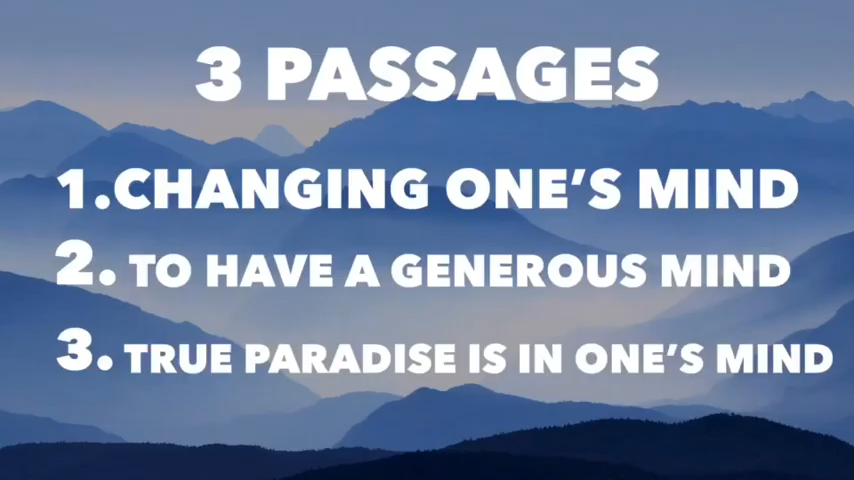 3 PASSAGES
1.CHANGING ONE'S MIND
2. TO HAVE A GENEROUS MIND
3. TRUE PARADISE IS IN ONE'S MIND